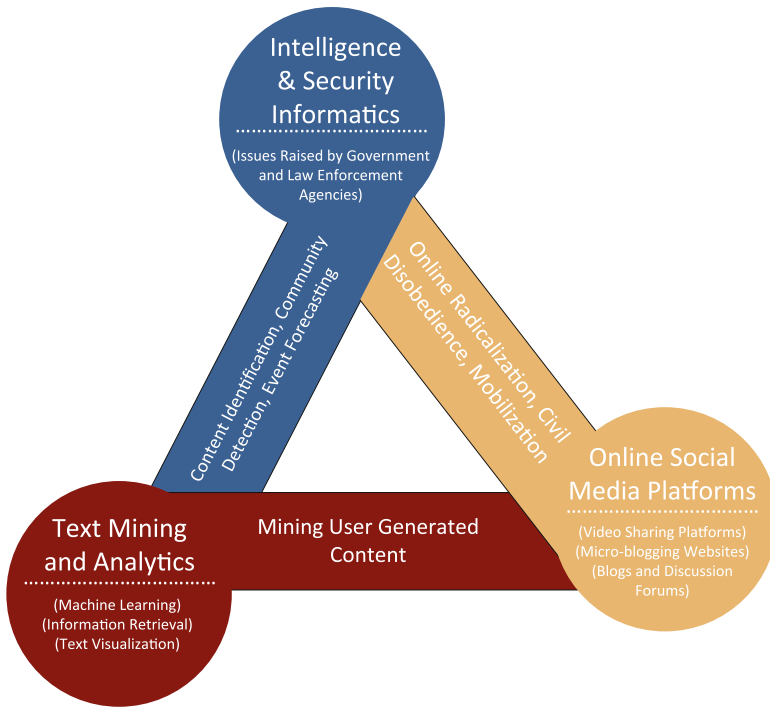 Intelligence
& Security
Informatics
(Issues Raised by Government
and Law Enforcement
Agencies)
Content Identification, Community
Detection, Event Forecasting
Online Radicalization, Civil
Disobedience, Mobilization
Online Social
Media Platforms
(Video Sharing Platforms)
(Micro-blogging Websites)
(Blogs and Discussion
Forums)
Text Mining
and Analytics
(Machine Learning)
(Information Retrieval)
(Text Visualization)
Mining User Generated
Content